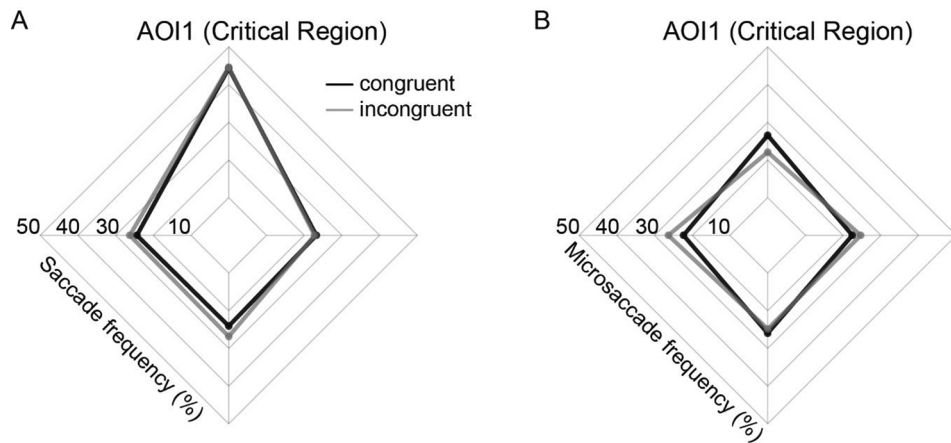 A
AOI1 (Critical Region)
congruent
incongruent
50 40 30 10
Saccade frequency (%)
B
AOI1 (Critical Region)
50 40 30 10
Microsaccade frequency (%)